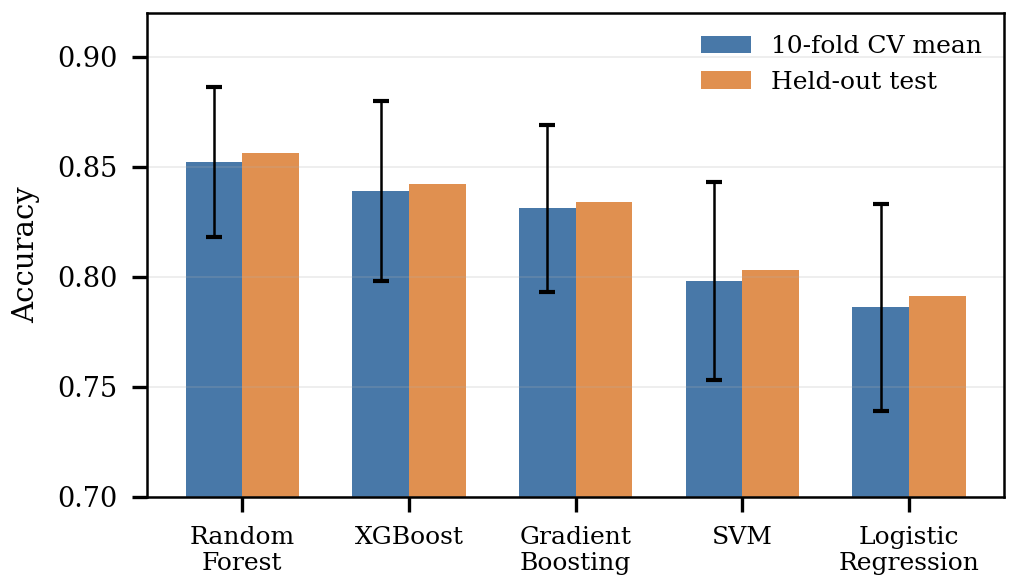 10-fold CV mean
Held-out test
Accuracy
0.90
0.85
0.80
0.75
0.70
Random
Forest
XGBoost
Gradient
Boosting
SVM
Logistic
Regression